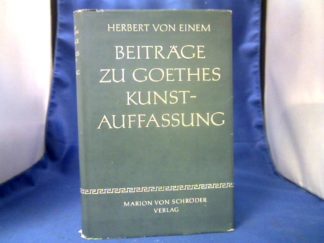 HERBERT VON EINEM
BEITRÄGE
ZU GOETHES
KUNST-
AUFFASSUNG
MARION VON SCHRÖDER
VERLAG